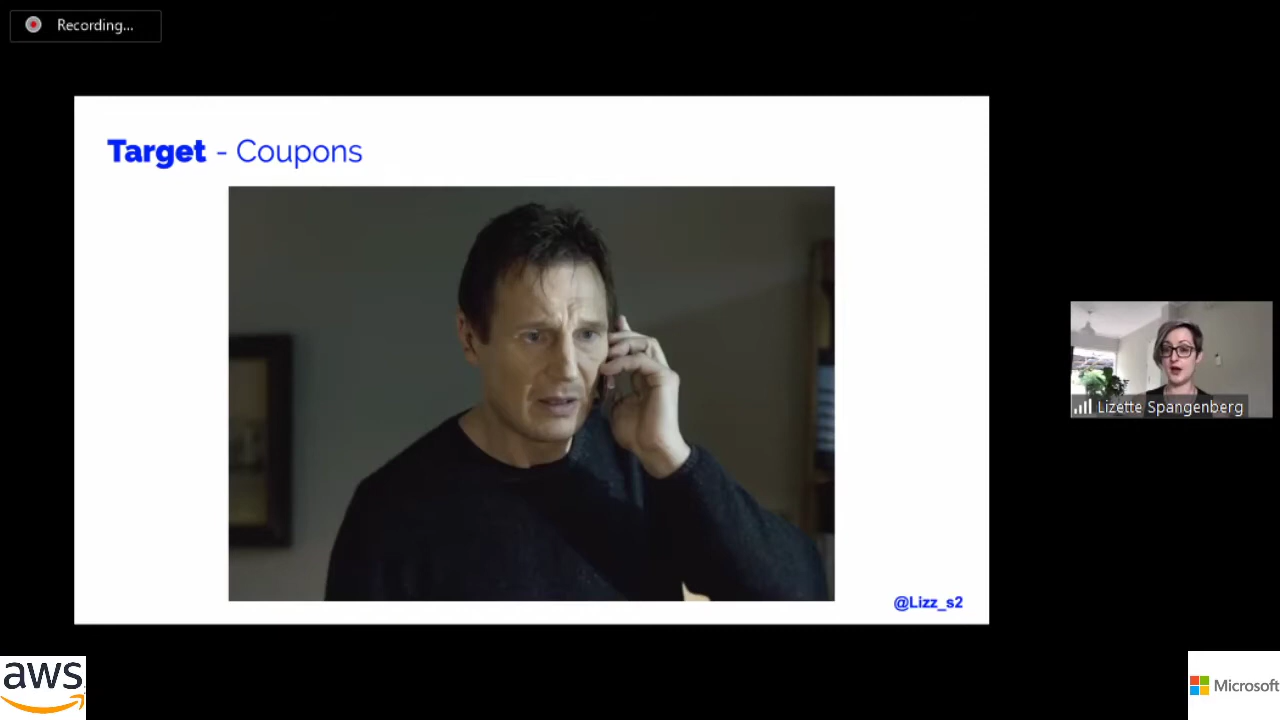 Recording...
Target - Coupons
Lizette Spangenberg
@Lizz_s2
aws
Microsoft